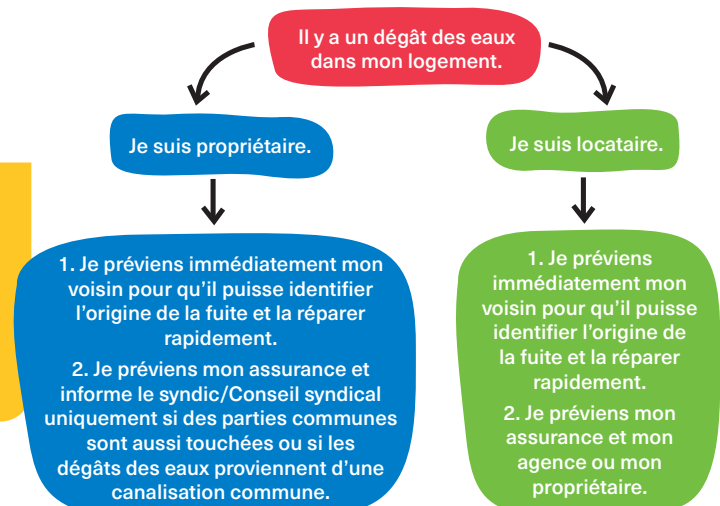 Il y a un dégât des eaux
dans mon logement.
Je suis propriétaire.
Je suis locataire.
1. Je préviens immédiatement mon
voisin pour qu’il puisse identifier
l’origine de la fuite et la réparer
rapidement.
2. Je préviens mon assurance et
informe le syndic/Conseil syndical
uniquement si des parties communes
sont aussi touchées ou si les
dégâts des eaux proviennent d’une
canalisation commune.
1. Je préviens
immédiatement mon
voisin pour qu’il puisse
identifier l’origine de
la fuite et la réparer
rapidement.
2. Je préviens mon
assurance et mon
agence ou mon
propriétaire.